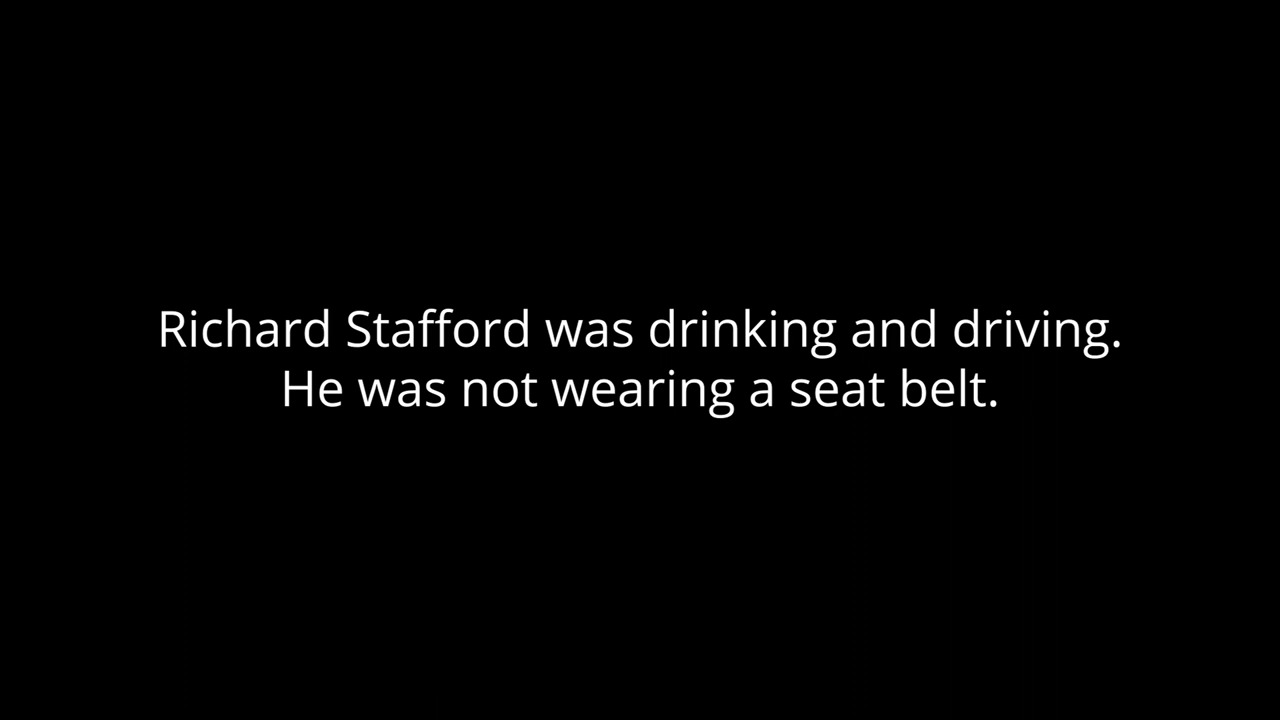 Richard Stafford was drinking and driving.
He was not wearing a seat belt.